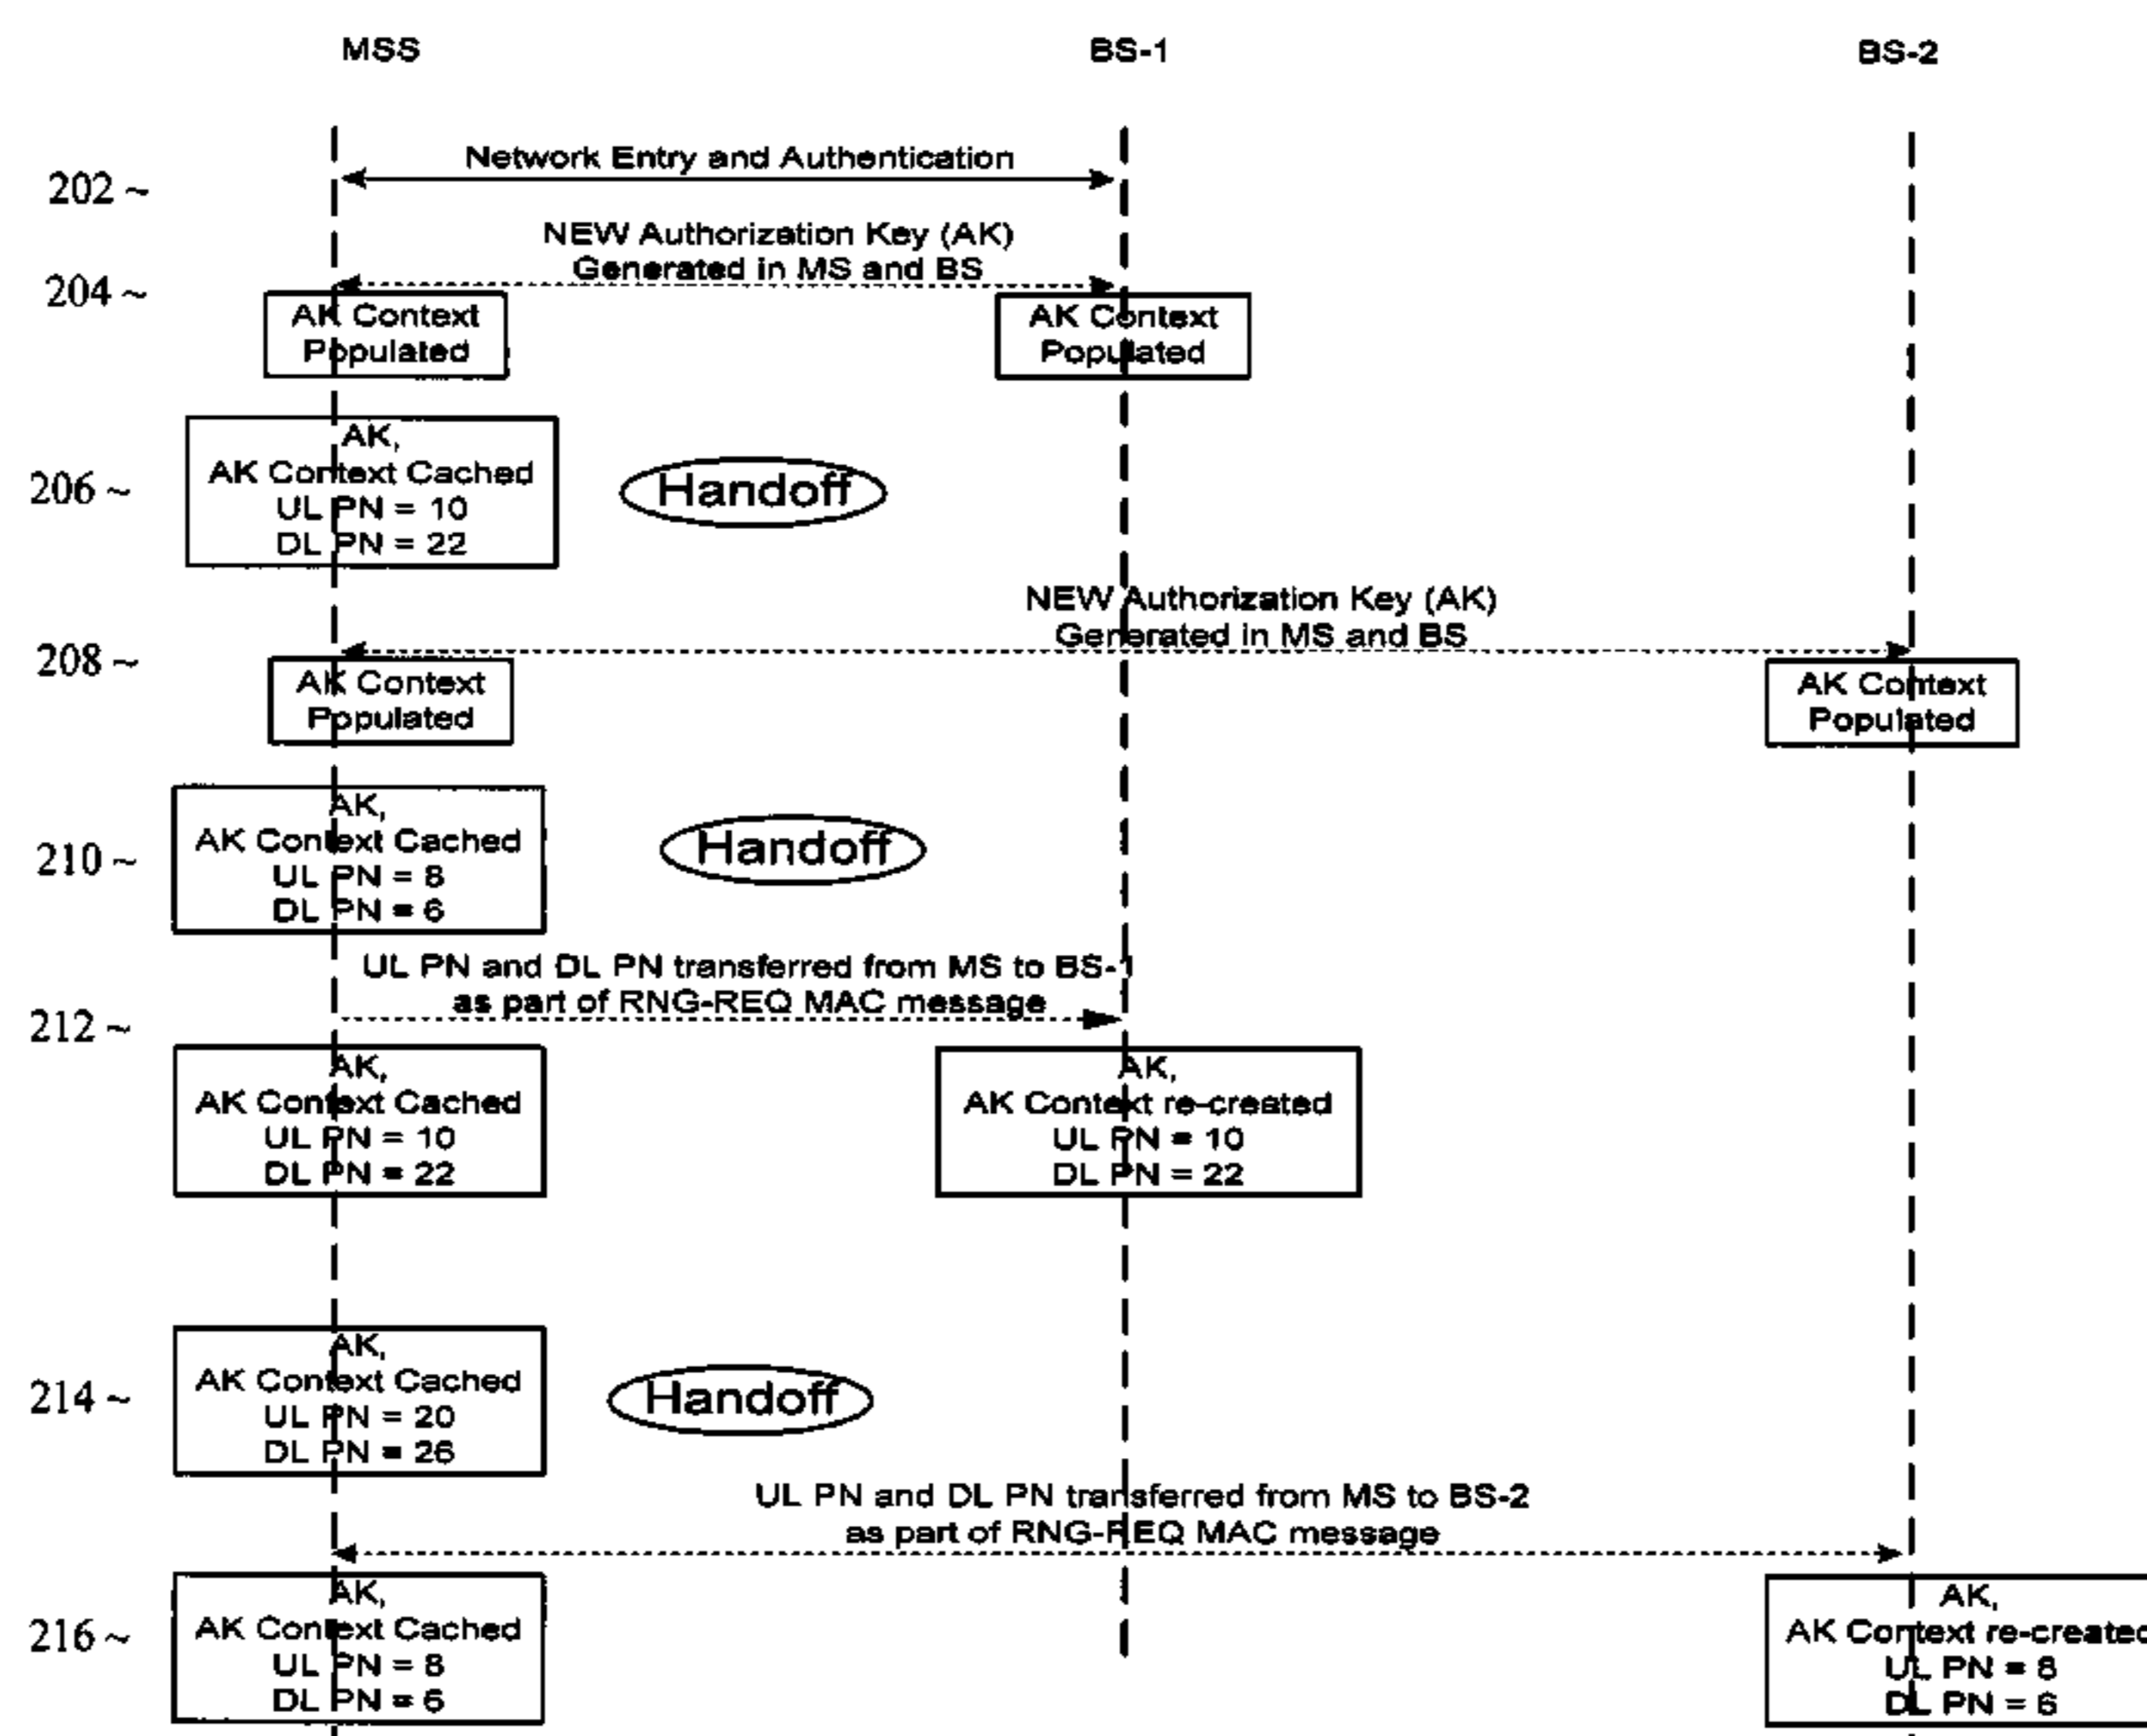 MSS BS-1 BS-2
Network Entry and Authentication
202 ~
NEW Authorization Key (AK)
Generated in MS and BS
204 ~
AK Context
Populated
AK Context
Populated
AK,
AK Context Cached
UL PN = 10
DL PN = 22
206 ~
Handoff
NEW Authorization Key (AK)
Generated in MS and BS
208 ~
AK Context
Populated
AK Context
Populated
AK,
AK Context Cached
UL PN = 8
DL PN = 6
210 ~
Handoff
UL PN and DL PN transferred from MS to BS-1
as part of RNG-REQ MAC message
212 ~
AK,
AK Context Cached
UL PN = 10
DL PN = 22
AK,
AK Context re-created
UL PN = 10
DL PN = 22
AK,
AK Context Cached
UL PN = 20
DL PN = 26
214 ~
Handoff
UL PN and DL PN transferred from MS to BS-2
as part of RNG-REQ MAC message
216 ~
AK,
AK Context Cached
UL PN = 8
DL PN = 6
AK,
AK Context re-created
UL PN = 8
DL PN = 6